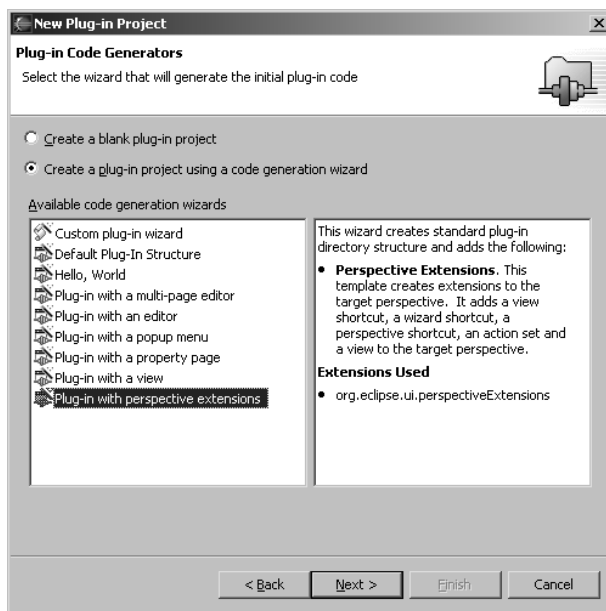 New Plug-in Project
Plug-in Code Generators
Select the wizard that will generate the initial plug-in code
Create a blank plug-in project
Create a plug-in project using a code generation wizard
Available code generation wizards
Custom plug-in wizard
Default Plug-In Structure
Hello, World
Plug-in with a multi-page editor
Plug-in with an editor
Plug-in with a popup menu
Plug-in with a property page
Plug-in with a view
Plug-in with perspective extensions
This wizard creates standard plug-in
directory structure and adds the following:
• Perspective Extensions. This
template creates extensions to the
target perspective. It adds a view
shortcut, a wizard shortcut, a
perspective shortcut, an action set and
a view to the target perspective.
Extensions Used
• org.eclipse.ui.perspectiveExtensions
< Back
Next >
Finish
Cancel